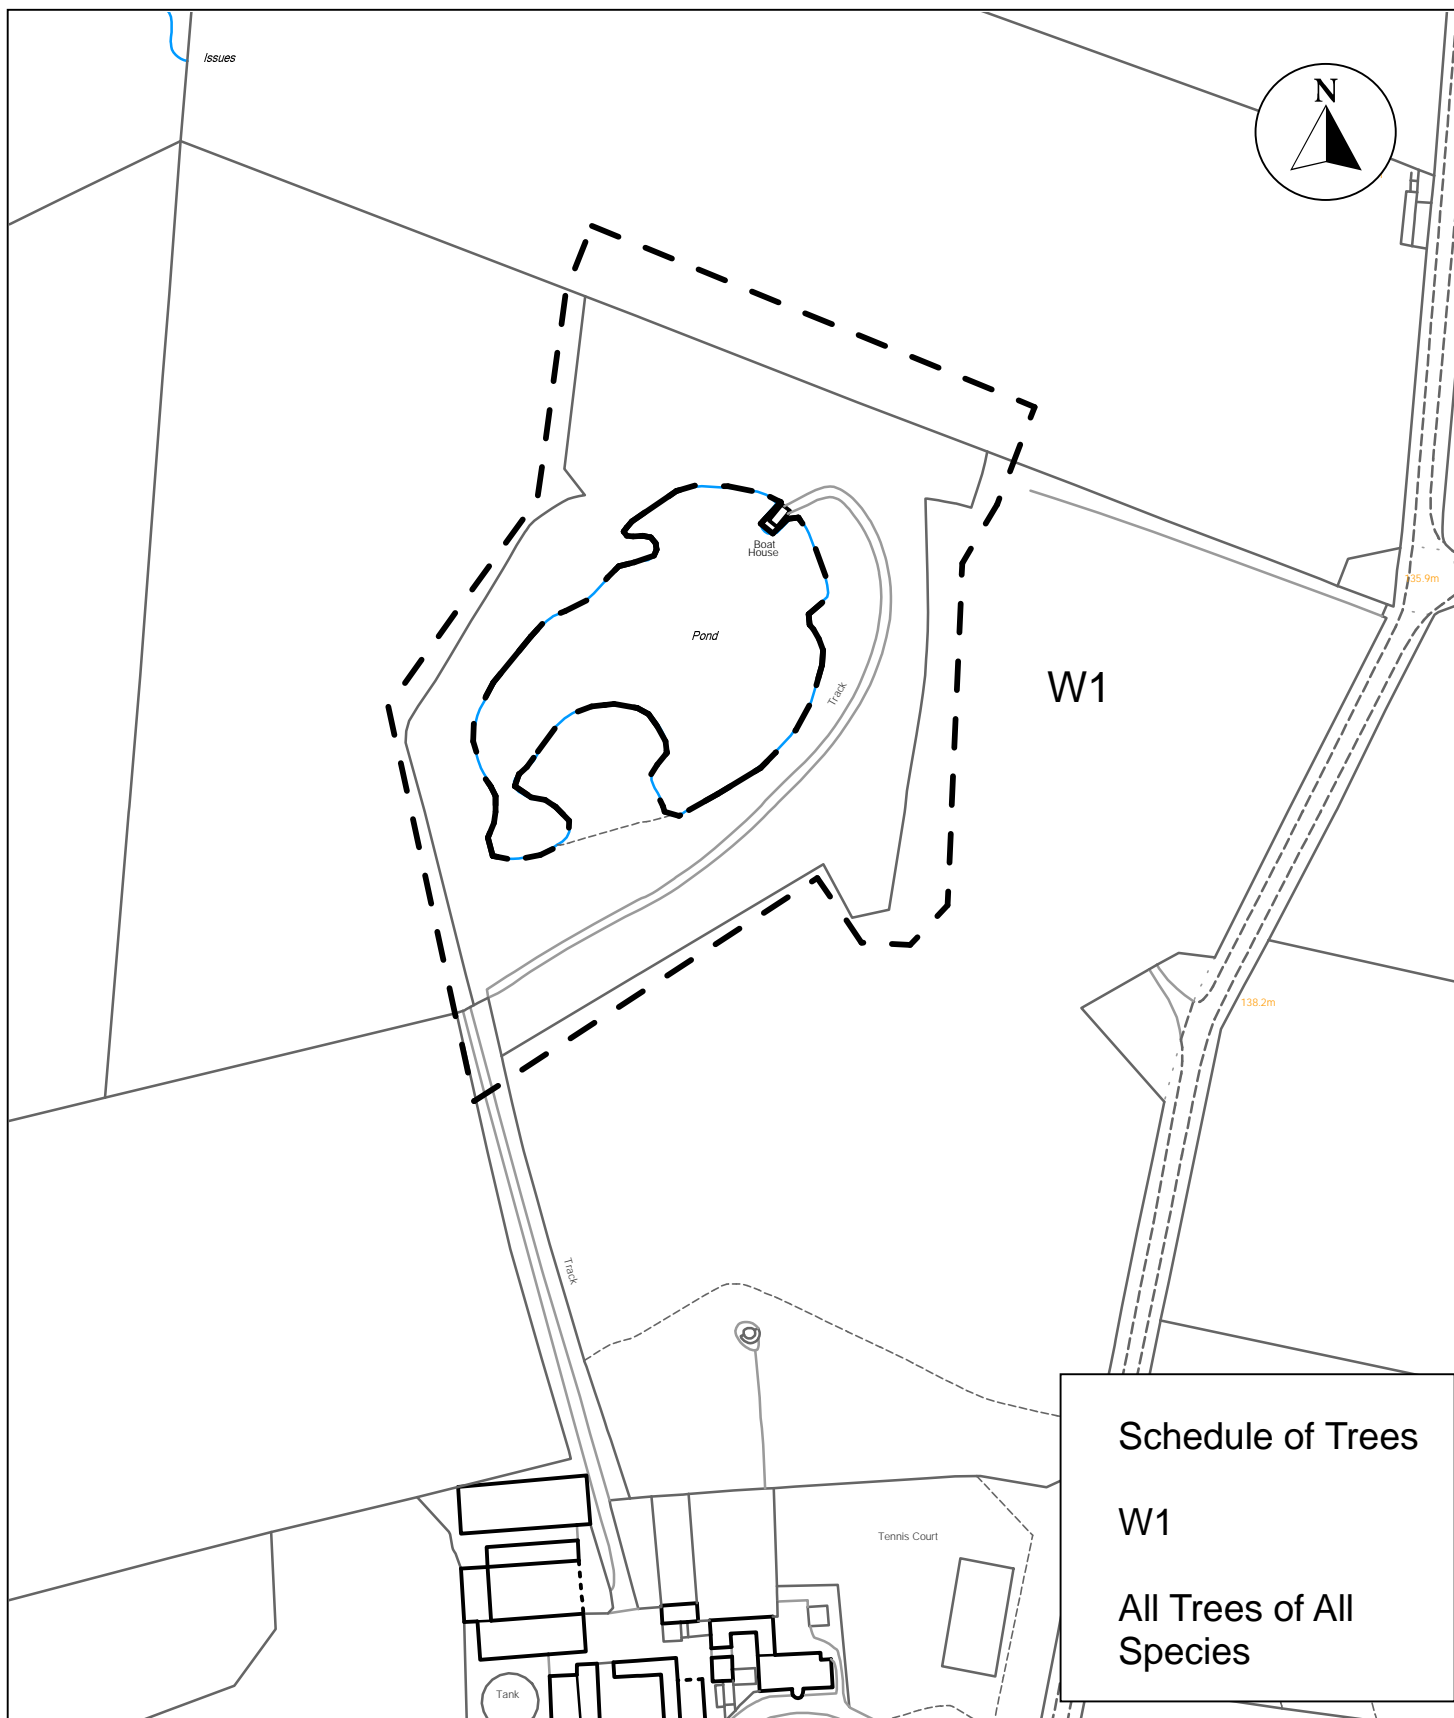 Issues
N
Boat
House
35.9m
Pond
W1
Track
138.2m
Track
Schedule of Trees
W1
Tennis Court
All Trees of All
Species
Tank